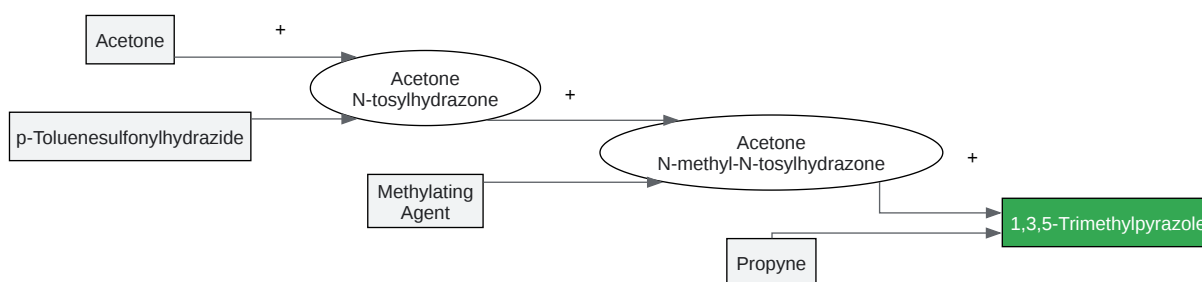 Acetone
+
Acetone
N-tosylhydrazone
p-Toluenesulfonylhydrazide
+
Acetone
N-methyl-N-tosylhydrazone
+
Methylating
Agent
1,3,5-Trimethylpyrazole
Propyne